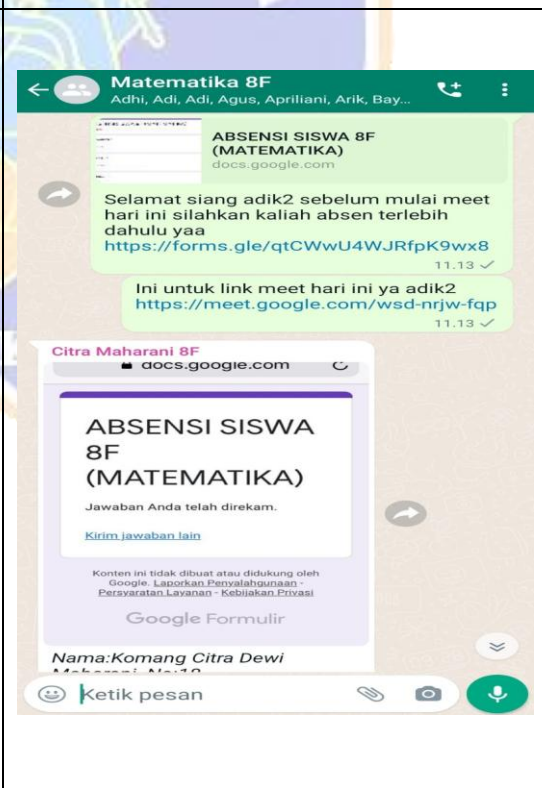 Matematika 8F
Adhi, Adi, Adi, Agus, Apriliani, Arik, Bay...
ABSENSI SISWA 8F
(MATEMATIKA)
docs.google.com
Selamat siang adik2 sebelum mulai meet
hari ini silahkan kaliah absen terlebih
dahulu yaa
https://forms.gle/qtCWwU4WJRfpK9wx8
11.13
Ini untuk link meet hari ini ya adik2
https://meet.google.com/wsd-nrjw-fqp
11.13
Citra Maharani 8F
docs.google.com
ABSENSI SISWA
8F
(MATEMATIKA)
Jawaban Anda telah direkam.
Kirim jawaban lain
Konten ini tidak dibuat atau didukung oleh
Google. Laporkan Penyalahgunaan -
Persyaratan Layanan - Kebijakan Privasi
Google Formulir
Nama:Komang Citra Dewi
Maharani No:18
Ketik pesan